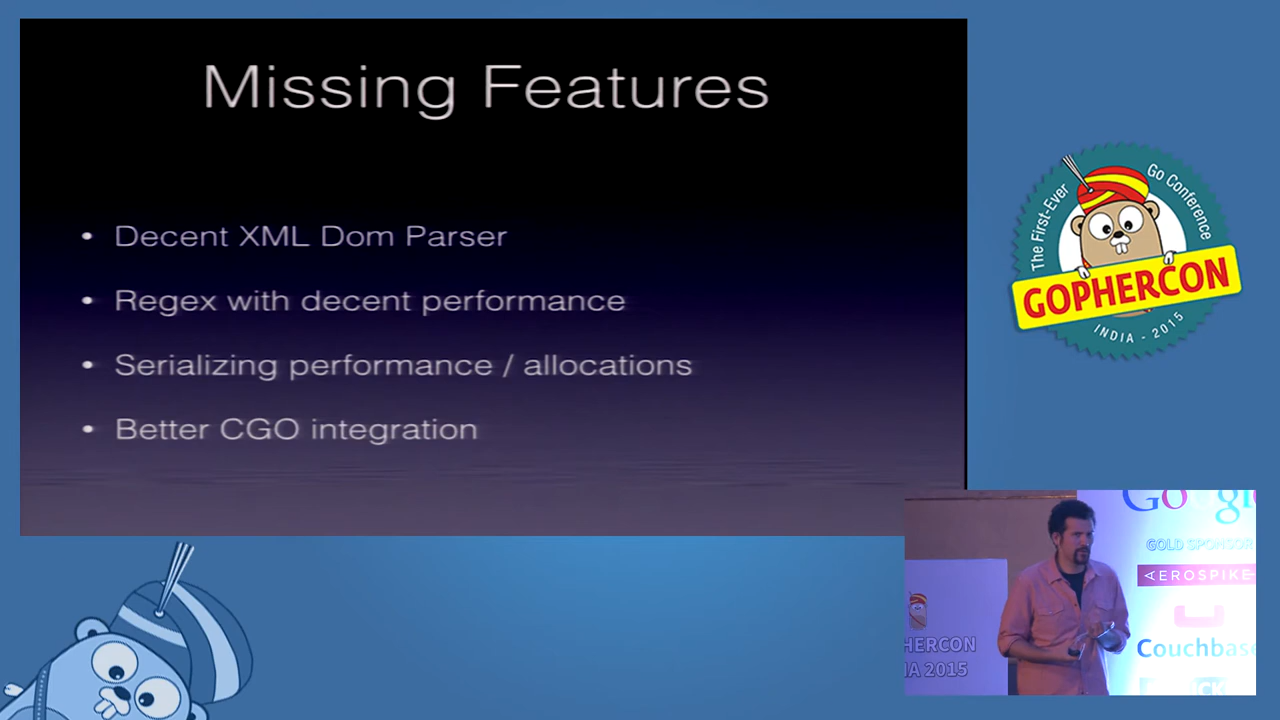 Missing Features
• Decent XML Dom Parser
• Regex with decent performance
• Serializing performance / allocations
• Better CGO integration
The First-Ever
Go Conference
GOPHERCON
INDIA - 2015
Google
GOLD SPONSOR
AEROSPIKE
Couchbase
HERCON
IA 2015